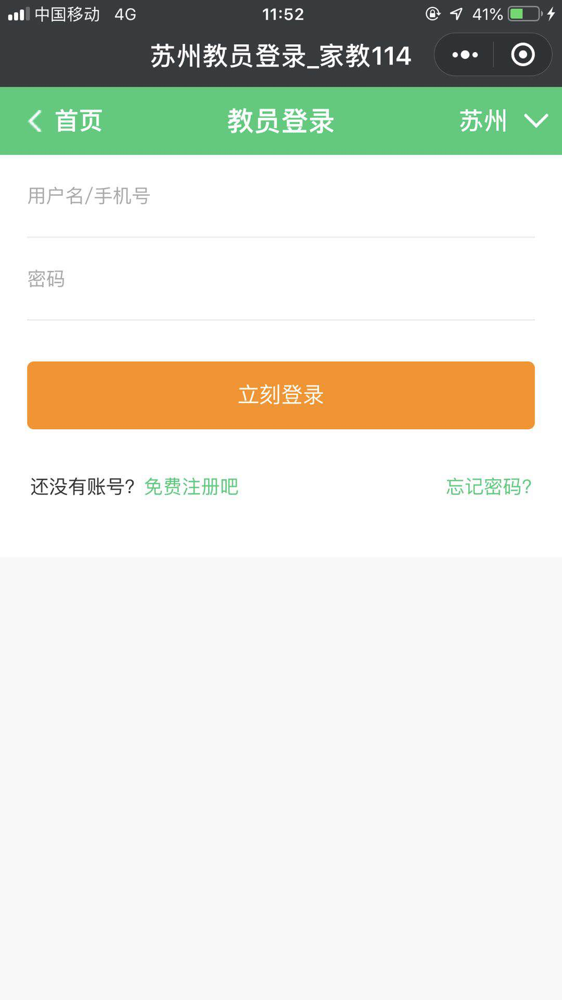 中国移动 4G 11:52 41%
苏州教员登录_家教114
首页 教员登录 苏州
用户名/手机号
密码
立刻登录
还没有账号? 免费注册吧 忘记密码?